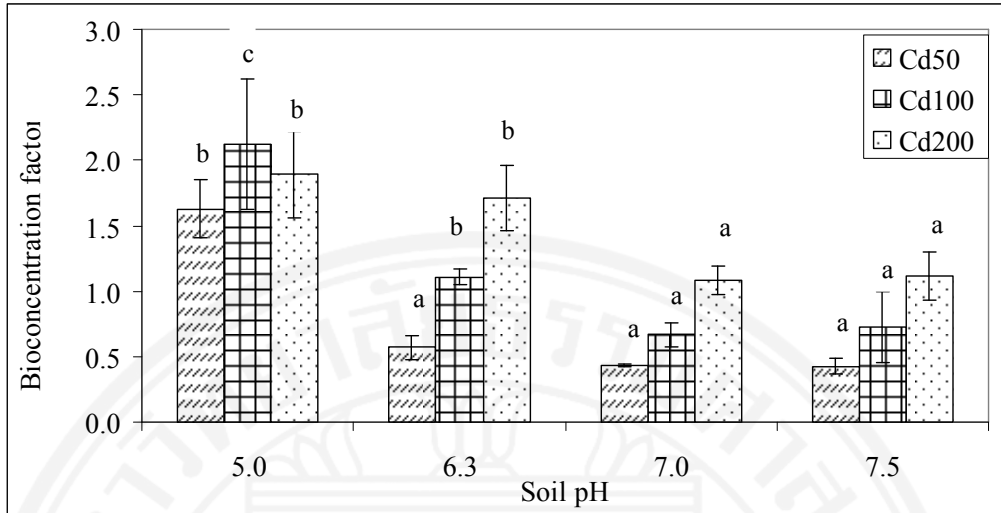 3.0
2.5
2.0
1.5
1.0
0.5
0.0
Bioconcentration factor
b c b
a b b
a a a
a a a
Cd50
Cd100
Cd200
5.0 6.3 7.0 7.5
Soil pH